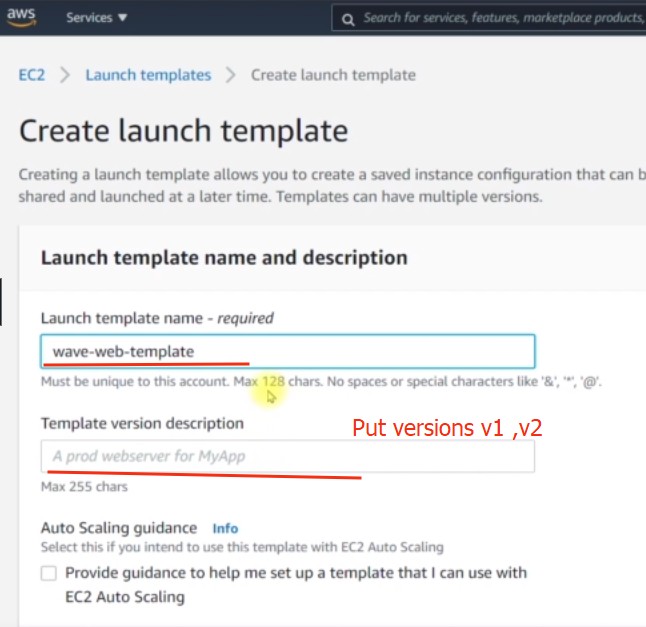 aws
Services ▼
Search for services, features, marketplace products,
EC2 > Launch templates > Create launch template
Create launch template
Creating a launch template allows you to create a saved instance configuration that can b
shared and launched at a later time. Templates can have multiple versions.
Launch template name and description
Launch template name - required
wave-web-template
Must be unique to this account. Max 128 chars. No spaces or special characters like '&', '*', '@'.
Template version description
Put versions v1 ,v2
A prod webserver for MyApp
Max 255 chars
Auto Scaling guidance Info
Select this if you intend to use this template with EC2 Auto Scaling
Provide guidance to help me set up a template that I can use with
EC2 Auto Scaling